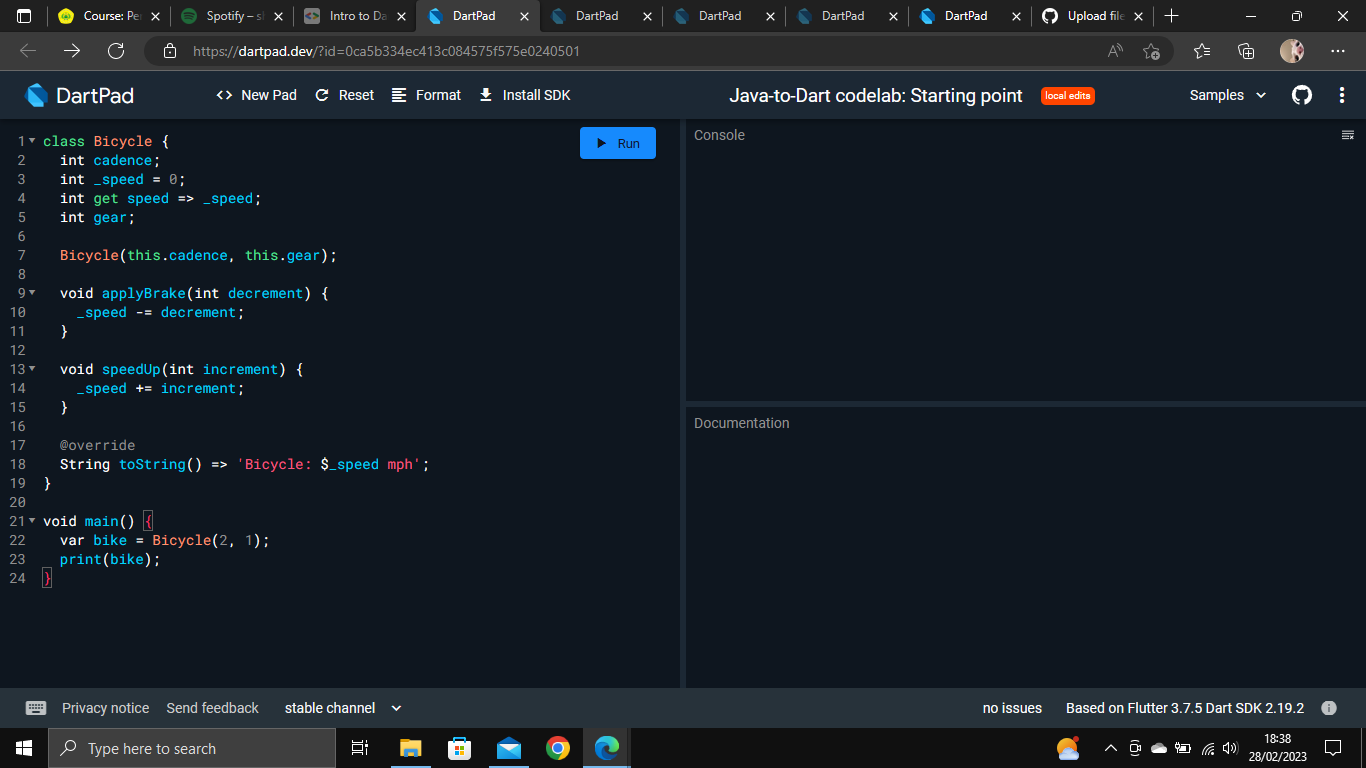 Course: Pe
Spotify – s
Intro to Da
DartPad
DartPad
DartPad
DartPad
DartPad
Upload file
https://dartpad.dev/?id=0ca5b334ec413c084575f575e0240501
DartPad
<> New Pad
Reset
Format
Install SDK
Java-to-Dart codelab: Starting point
local edits
Samples
1 class Bicycle {
2 int cadence;
3 int _speed = 0;
4 int get speed => _speed;
5 int gear;
6
7 Bicycle(this.cadence, this.gear);
8
9 void applyBrake(int decrement) {
10 _speed -= decrement;
11 }
12
13 void speedUp(int increment) {
14 _speed += increment;
15 }
16
17 @override
18 String toString() => 'Bicycle: $_speed mph';
19 }
20
21 void main() {
22 var bike = Bicycle(2, 1);
23 print(bike);
24 }
Run
Console
Documentation
Privacy notice
Send feedback
stable channel
no issues
Based on Flutter 3.7.5 Dart SDK 2.19.2
Type here to search
18:38
28/02/2023